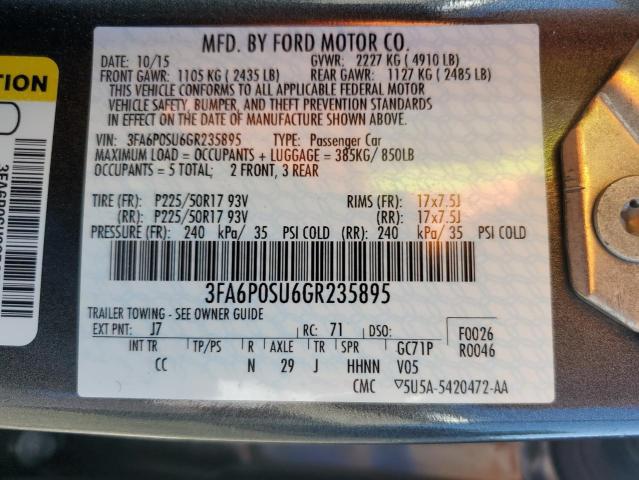 MFD. BY FORD MOTOR CO.
DATE: 10/15 GVWR: 2227 KG ( 4910 LB)
FRONT GAWR: 1105 KG ( 2435 LB) REAR GAWR: 1127 KG ( 2485 LB)
THIS VEHICLE CONFORMS TO ALL APPLICABLE FEDERAL MOTOR
VEHICLE SAFETY, BUMPER, AND THEFT PREVENTION STANDARDS
IN EFFECT ON THE DATE OF MANUFACTURE SHOWN ABOVE.
VIN: 3FA6P0SU6GR235895 TYPE: Passenger Car
MAXIMUM LOAD = OCCUPANTS + LUGGAGE = 385KG/ 850LB
OCCUPANTS = 5 TOTAL; 2 FRONT, 3 REAR
TIRE (FR): P225/50R17 93V RIMS (FR): 17x7.5J
(RR): P225/50R17 93V (RR): 17x7.5J
PRESSURE (FR): 240 kPa/ 35 PSI COLD (RR): 240 kPa/ 35 PSI COLD
3FA6P0SU6GR235895
TRAILER TOWING - SEE OWNER GUIDE
EXT PNT: J7 RC: 71 DSO: F0026
INT TR TP/PS R AXLE TR SPR GC71P R0046
CC N 29 J HHNN V05
CMC ▽5U5A-5420472-AA